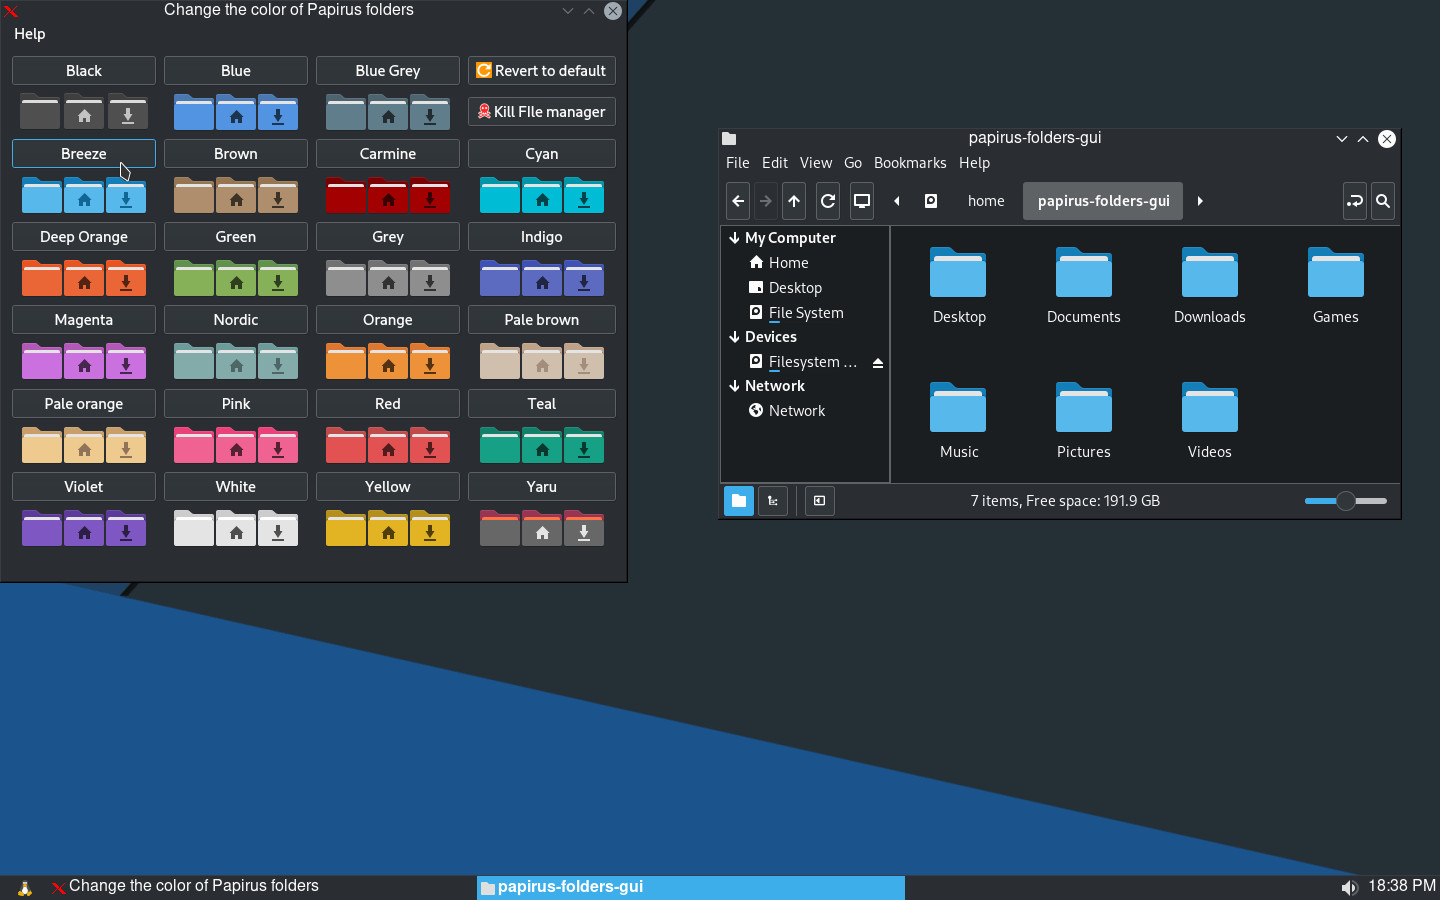 Change the color of Papirus folders
Help
Black Blue Blue Grey Revert to default
Kill FIle manager
Breeze Brown Carmine Cyan
Deep Orange Green Grey Indigo
Magenta Nordic Orange Pale brown
Pale orange Pink Red Teal
Violet White Yellow Yaru
papirus-folders-gui
File Edit View Go Bookmarks Help
home papirus-folders-gui
My Computer
Home
Desktop
File System
Devices
Filesystem ...
Network
Network
Desktop Documents Downloads Games
Music Pictures Videos
7 items, Free space: 191.9 GB
Change the color of Papirus folders papirus-folders-gui 18:38 PM